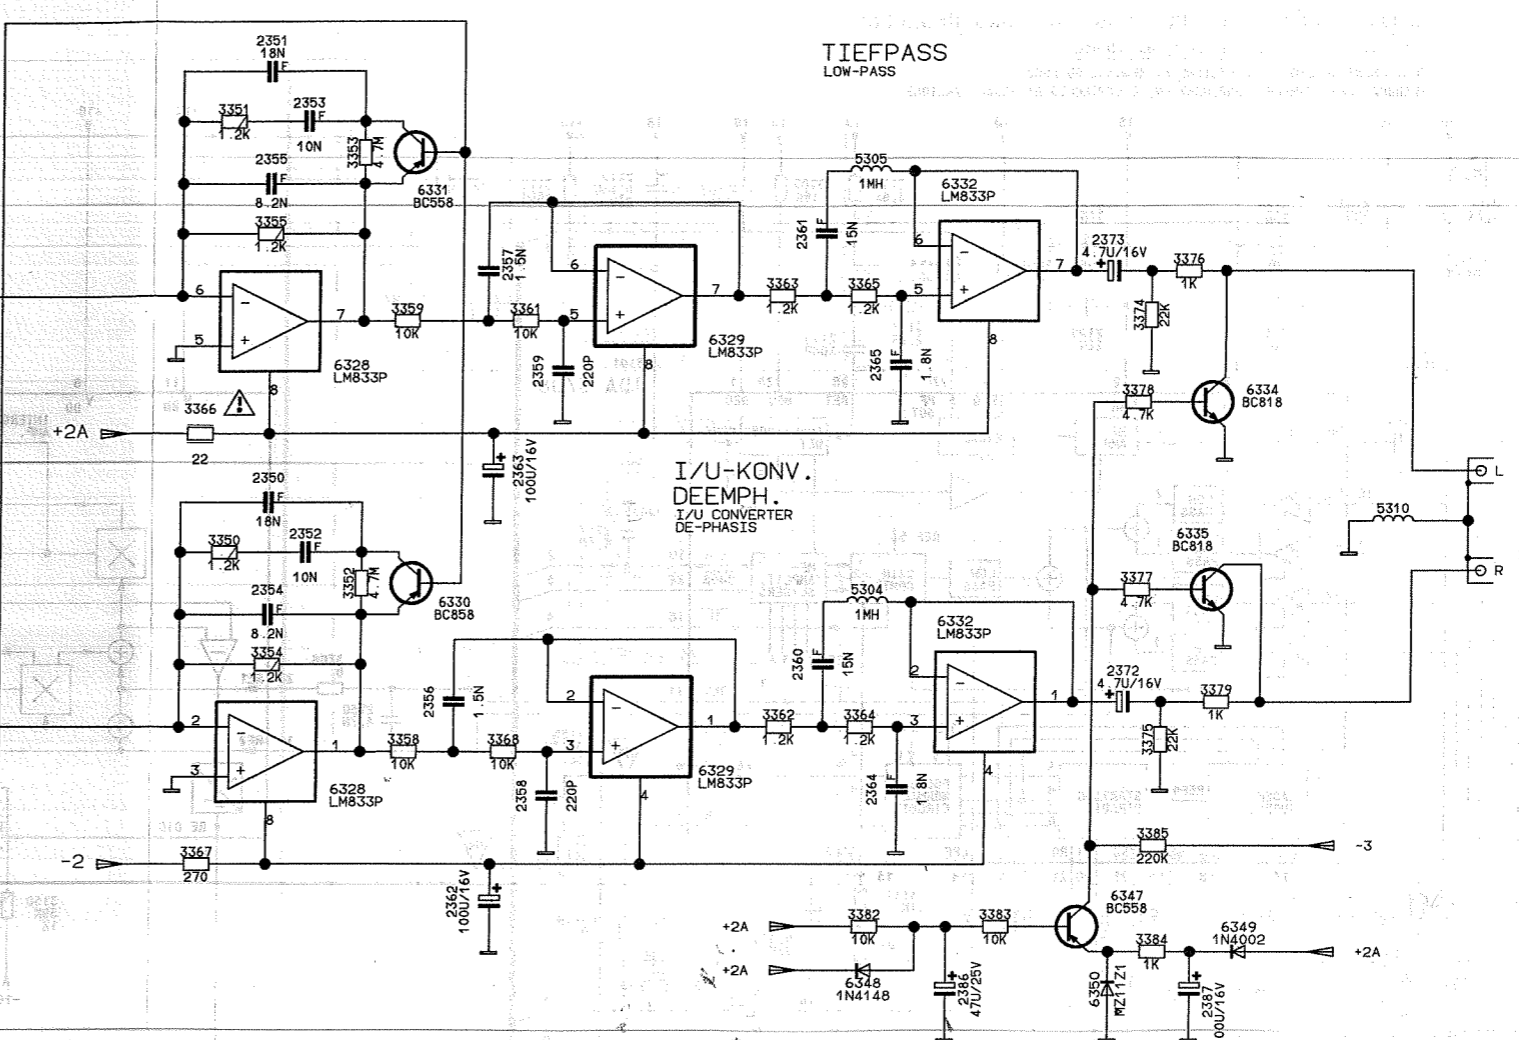 TIEFPASS
LOW-PASS
2351
18N
F
3351
1.2K
2353
F
10N
3353
4.7M
2355
F
8.2N
6331
BC558
3355
1.2K
6
5
7
8
6328
LM833P
3359
10K
2357
1.5N
3361
10K
2359
220P
6
5
7
8
6329
LM833P
3363
1.2K
2361
F
15N
5305
1MH
3365
1.2K
2365
F
1.8N
6332
LM833P
6
5
7
8
2373
4.7U/16V
+
3376
1K
3374
22K
3378
4.7K
6334
BC818
3366
22
+2A
2363
100U/16V
+
I/U-KONV.
DEEMPH.
I/U CONVERTER
DE-PHASIS
L
5310
R
2350
F
18N
3350
1.2K
2352
F
10N
3352
4.7M
2354
F
8.2N
6330
BC858
3354
1.2K
2
3
1
8
6328
LM833P
3358
10K
2356
1.5N
3368
10K
2358
220P
2
3
1
4
6329
LM833P
3362
1.2K
2360
F
15N
5304
1MH
3364
1.2K
2364
F
1.8N
6332
LM833P
2
3
1
4
6335
BC818
3377
4.7K
2372
4.7U/16V
+
3379
1K
3375
22K
-2
3367
270
2362
100U/16V
+
3385
220K
-3
6347
BC558
+2A
3382
10K
3383
10K
+2A
6348
1N4148
2386
47U/25V
+
3384
1K
6349
1N4002
+2A
6350
MZ11Z1
2387
00U/16V
+